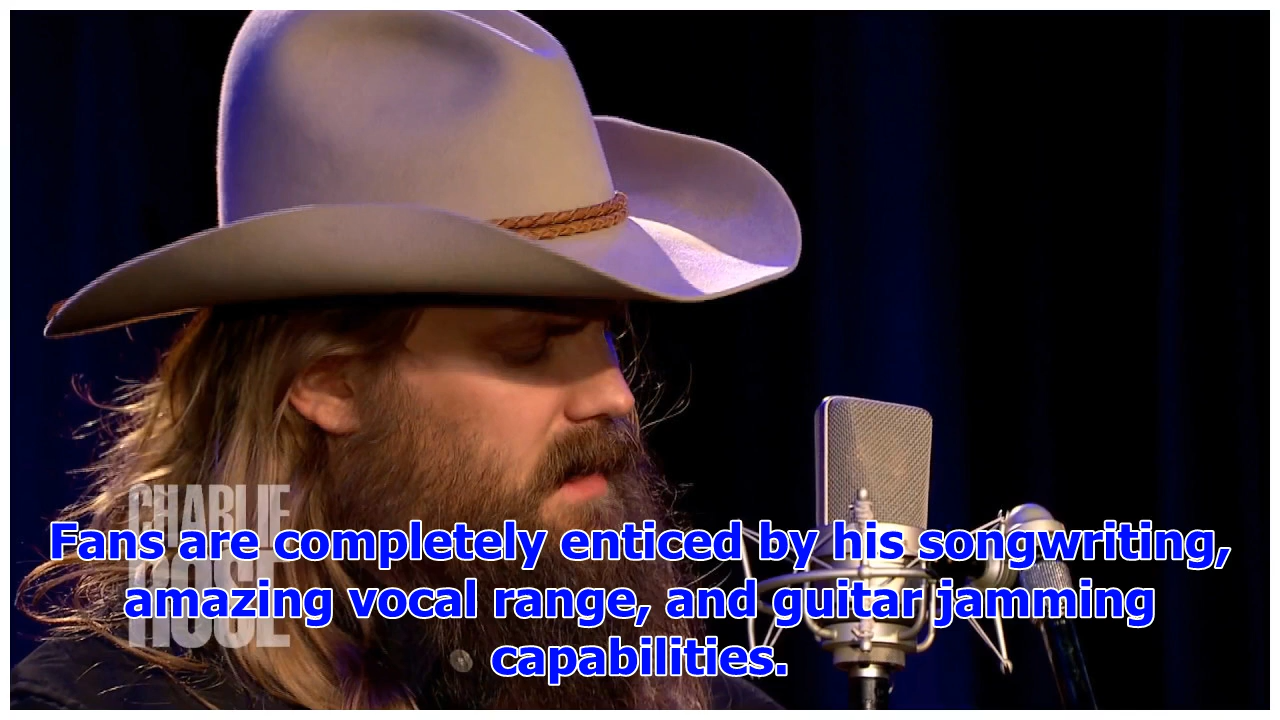 CHARLIE
ROSE
Fans are completely enticed by his songwriting,
amazing vocal range, and guitar jamming
capabilities.